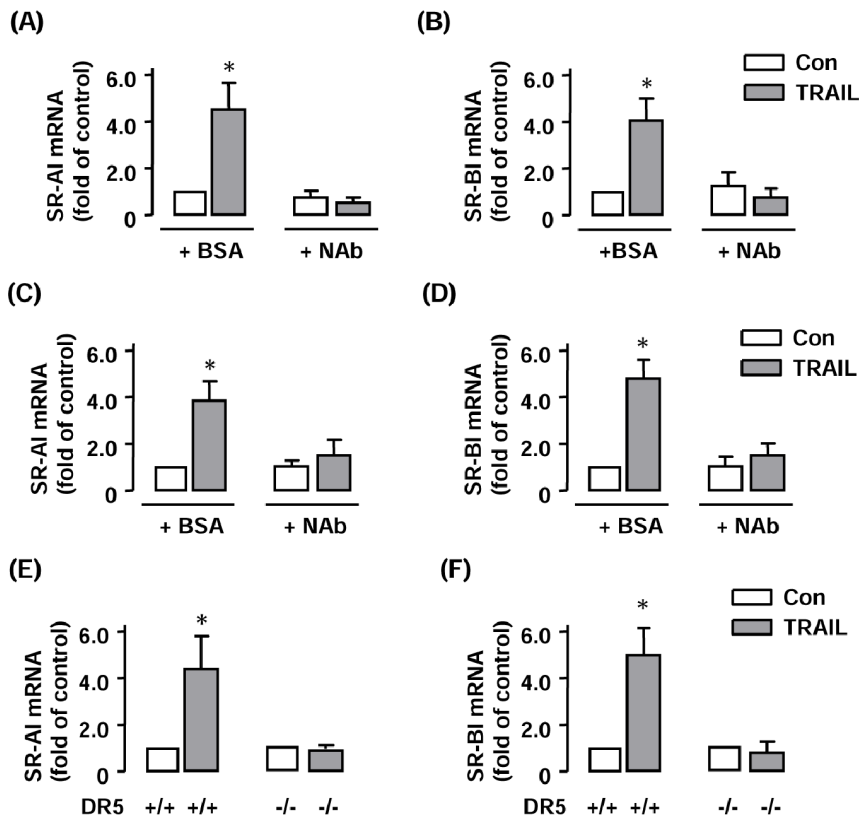 (A)
SR-AI mRNA
(fold of control)
6.0
4.0
2.0
0
*
+ BSA
+ NAb
(B)
SR-BI mRNA
(fold of control)
6.0
4.0
2.0
0
*
+BSA
+ NAb
Con
TRAIL
(C)
SR-AI mRNA
(fold of control)
6.0
4.0
2.0
0
*
+ BSA
+ NAb
(D)
SR-BI mRNA
(fold of control)
6.0
4.0
2.0
0
*
+ BSA
+ NAb
Con
TRAIL
(E)
SR-AI mRNA
(fold of control)
6.0
4.0
2.0
0
*
DR5 +/+ +/+ -/- -/-
(F)
SR-BI mRNA
(fold of control)
6.0
4.0
2.0
0
*
DR5 +/+ +/+ -/- -/-
Con
TRAIL